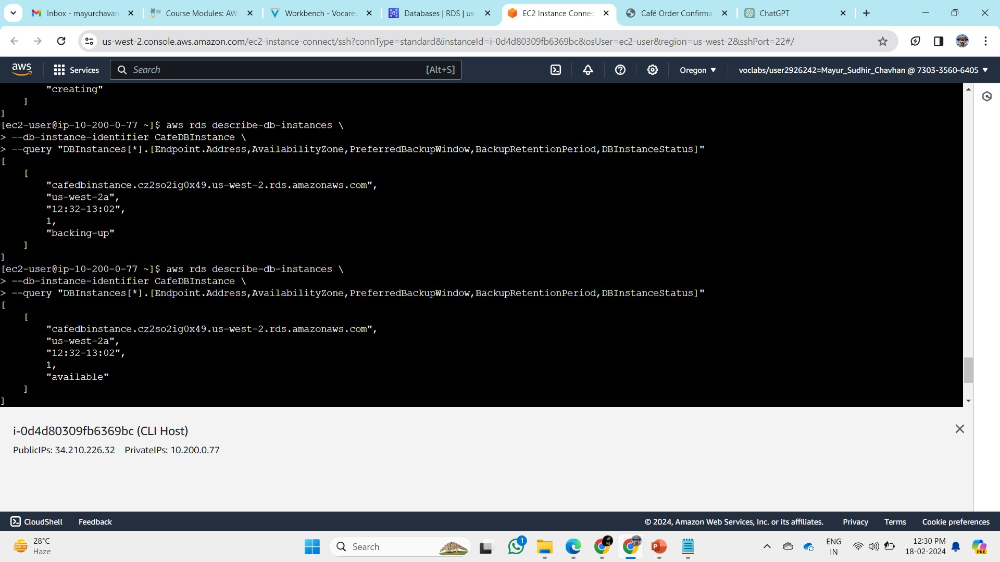 Inbox - mayurchavan
Course Modules: AW
Workbench - Vocareu
Databases | RDS | us-
EC2 Instance Connec
Café Order Confirma
ChatGPT
us-west-2.console.aws.amazon.com/ec2-instance-connect/ssh?connType=standard&instanceId=i-0d4d80309fb6369bc&osUser=ec2-user&region=us-west-2&sshPort=22#/
aws
Services
Search
[Alt+S]
Oregon
voclabs/user2926242=Mayur_Sudhir_Chavhan @ 7303-3560-6405
"creating"
]
]
[ec2-user@ip-10-200-0-77 ~]$ aws rds describe-db-instances \
> --db-instance-identifier CafeDBInstance \
> --query "DBInstances[*].[Endpoint.Address,AvailabilityZone,PreferredBackupWindow,BackupRetentionPeriod,DBInstanceStatus]"
[
[
"cafedbinstance.cz2so2ig0x49.us-west-2.rds.amazonaws.com",
"us-west-2a",
"12:32-13:02",
1,
"backing-up"
]
]
[ec2-user@ip-10-200-0-77 ~]$ aws rds describe-db-instances \
> --db-instance-identifier CafeDBInstance \
> --query "DBInstances[*].[Endpoint.Address,AvailabilityZone,PreferredBackupWindow,BackupRetentionPeriod,DBInstanceStatus]"
[
[
"cafedbinstance.cz2so2ig0x49.us-west-2.rds.amazonaws.com",
"us-west-2a",
"12:32-13:02",
1,
"available"
]
]
i-0d4d80309fb6369bc (CLI Host)
PublicIPs: 34.210.226.32 PrivateIPs: 10.200.0.77
CloudShell
Feedback
© 2024, Amazon Web Services, Inc. or its affiliates.
Privacy
Terms
Cookie preferences
28°C
Haze
Search
1
ENG
IN
12:30 PM
18-02-2024
PRE